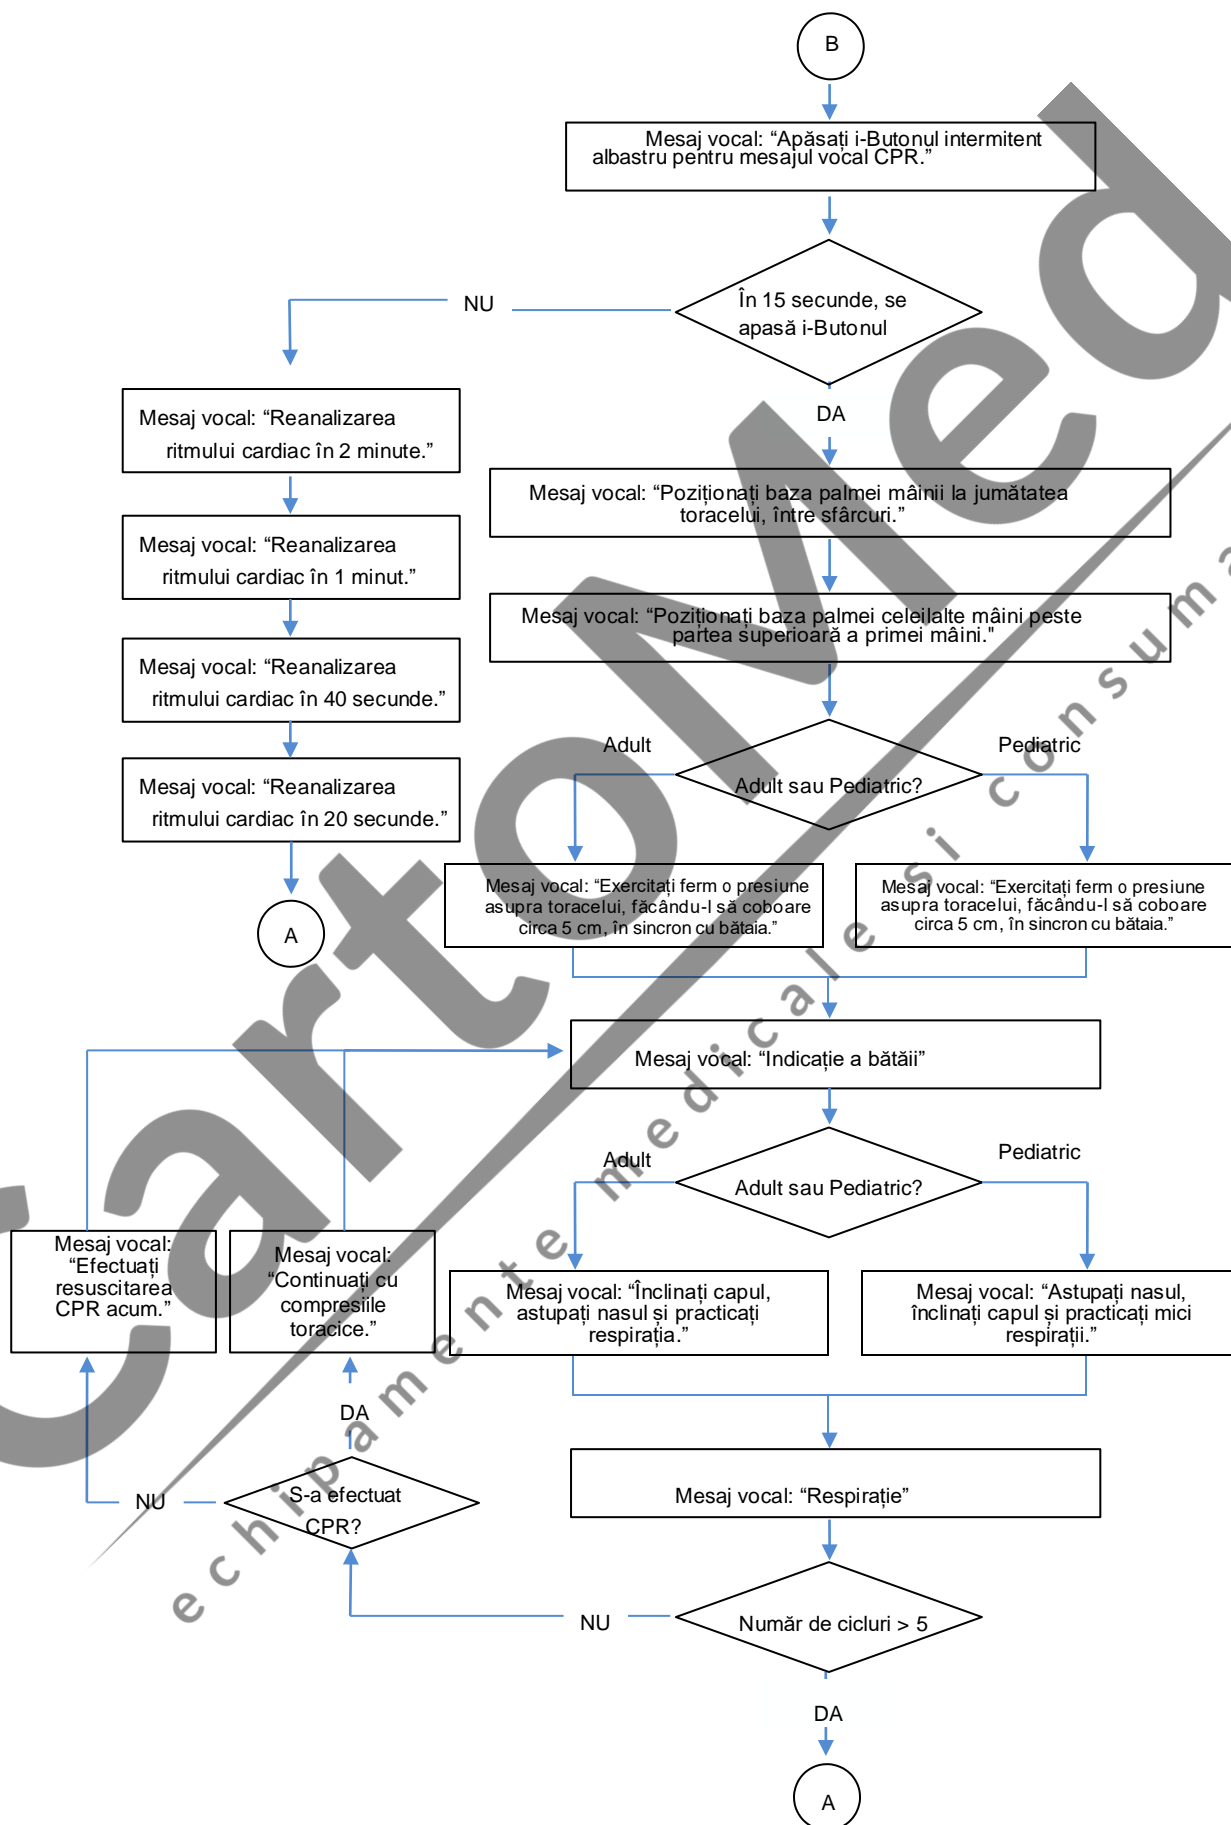 B
Mesaj vocal: “Apăsați i-Butonul intermitent
albastru pentru mesajul vocal CPR.”
În 15 secunde, se
apasă i-Butonul
NU
DA
Mesaj vocal: “Reanalizarea
ritmului cardiac în 2 minute.”
Mesaj vocal: “Reanalizarea
ritmului cardiac în 1 minut.”
Mesaj vocal: “Reanalizarea
ritmului cardiac în 40 secunde.”
Mesaj vocal: “Reanalizarea
ritmului cardiac în 20 secunde.”
A
Mesaj vocal: “Poziționați baza palmei mâinii la jumătatea
toracelui, între sfârcuri.”
Mesaj vocal: “Poziționați baza palmei celeilalte mâini peste
partea superioară a primei mâini."
Adult
Pediatric
Adult sau Pediatric?
Mesaj vocal: “Exercitați ferm o presiune
asupra toracelui, făcându-l să coboare
circa 5 cm, în sincron cu bătaia.”
Mesaj vocal: “Exercitați ferm o presiune
asupra toracelui, făcându-l să coboare
circa 5 cm, în sincron cu bătaia.”
Mesaj vocal: “Indicație a bătăii”
Adult
Pediatric
Adult sau Pediatric?
Mesaj vocal:
“Efectuați
resuscitarea
CPR acum.”
Mesaj vocal:
“Continuați cu
compresiile
toracice.”
Mesaj vocal: “Înclinați capul,
astupați nasul și practicați
respirația.”
Mesaj vocal: “Astupați nasul,
înclinați capul și practicați mici
respirații.”
DA
NU
S-a efectuat
CPR?
Mesaj vocal: “Respirație”
NU
Număr de cicluri > 5
DA
A
CartoMed
echipamente medicale si consuma